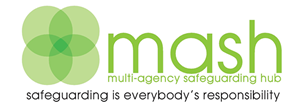 mash
multi-agency safeguarding hub
safeguarding is everybody's responsibility